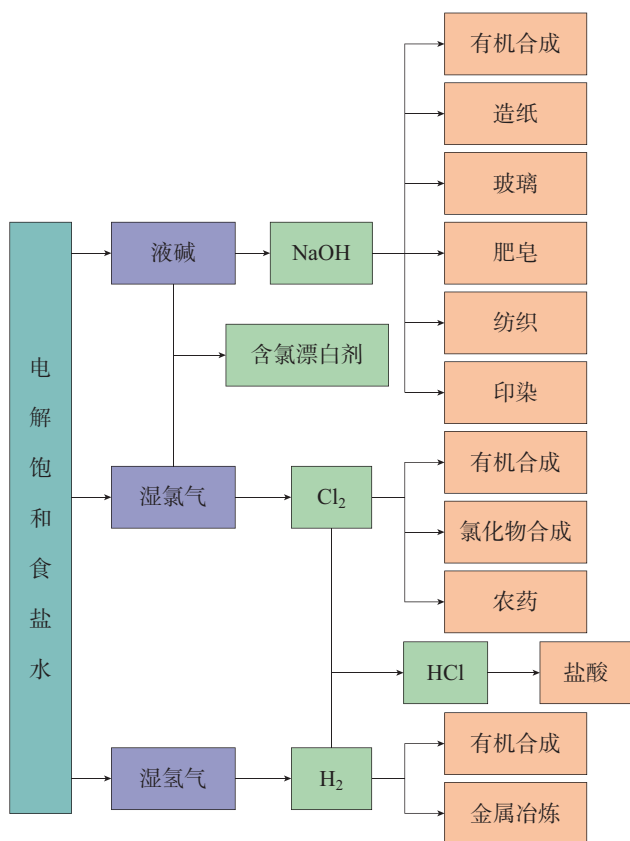 有机合成
造纸
玻璃
液碱
NaOH
肥皂
纺织
含氯漂白剂
印染
电解饱和食盐水
有机合成
湿氯气
Cl₂
氯化物合成
农药
HCl
盐酸
有机合成
湿氢气
H₂
金属冶炼